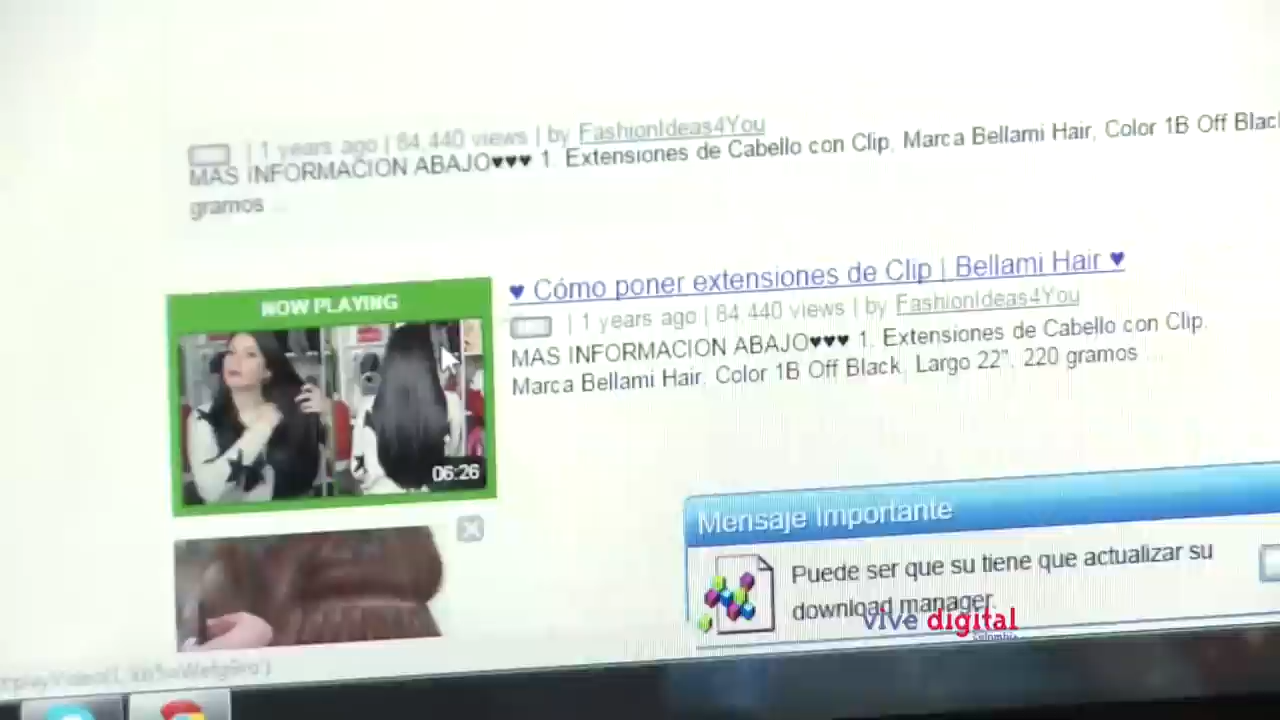 | 1 years ago | 84 440 views | by FashionIdeas4You
MAS INFORMACION ABAJO♥♥♥ 1. Extensiones de Cabello con Clip, Marca Bellami Hair, Color 1B Off Blac
gramos ...
NOW PLAYING
♥ Cómo poner extensiones de Clip | Bellami Hair ♥
| 1 years ago | 84 440 views | by FashionIdeas4You
MAS INFORMACION ABAJO♥♥♥ 1. Extensiones de Cabello con Clip,
Marca Bellami Hair, Color 1B Off Black, Largo 22", 220 gramos ...
06:26
Mensaje Importante
Puede ser que su tiene que actualizar su
download manager.
vive digital
Colombia